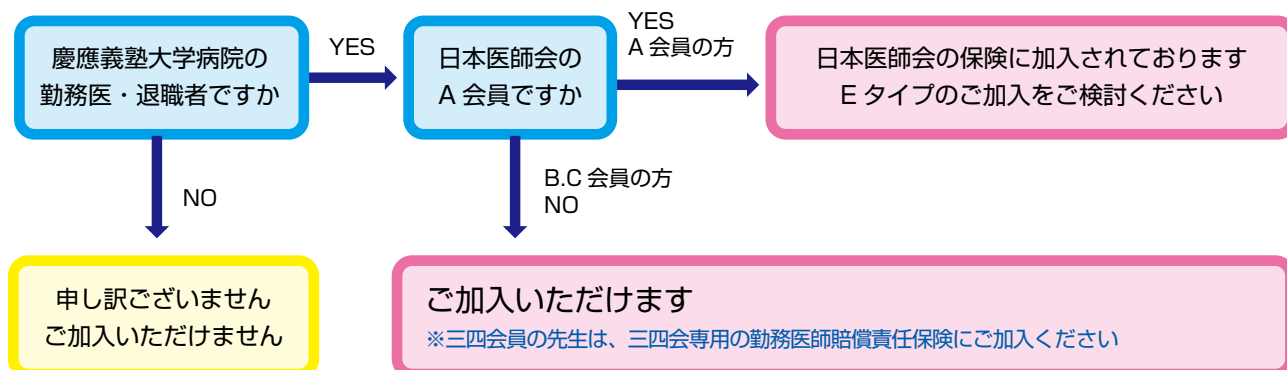 慶應義塾大学病院の
勤務医・退職者ですか
YES
日本医師会の
A 会員ですか
YES
A 会員の方
日本医師会の保険に加入されております
E タイプのご加入をご検討ください
NO
B.C 会員の方
NO
申し訳ございません
ご加入いただけません
ご加入いただけます
※三四会員の先生は、三四会専用の勤務医師賠償責任保険にご加入ください